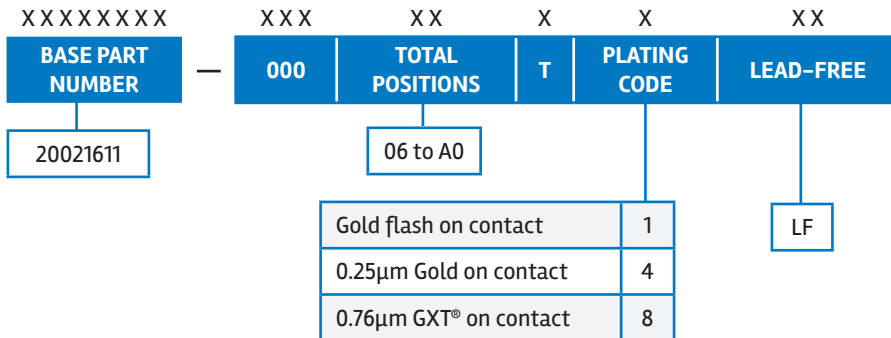 XXXXXXXX XXX XX X X XX
BASE PART NUMBER — 000 TOTAL POSITIONS T PLATING CODE LEAD-FREE
20021611 06 to A0
Gold flash on contact 1 LF
0.25µm Gold on contact 4
0.76µm GXT® on contact 8